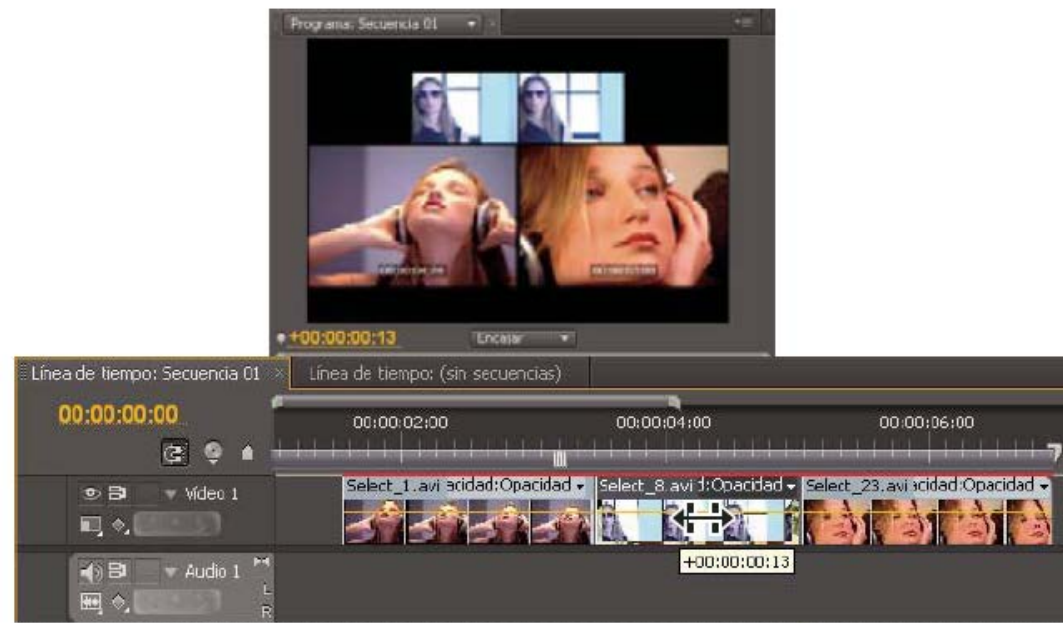 Programa: Secuencia 01
+00:00:00:13
Encajar
Línea de tiempo: Secuencia 01
Línea de tiempo: (sin secuencias)
00:00:00:00
00:00:02:00
00:00:04:00
00:00:06:00
Vídeo 1
Select_1.avi acidad:Opacidad
Select_8.avi d:Opacidad
Select_23.avi acidad:Opacidad
+00:00:00:13
Audio 1
L
R